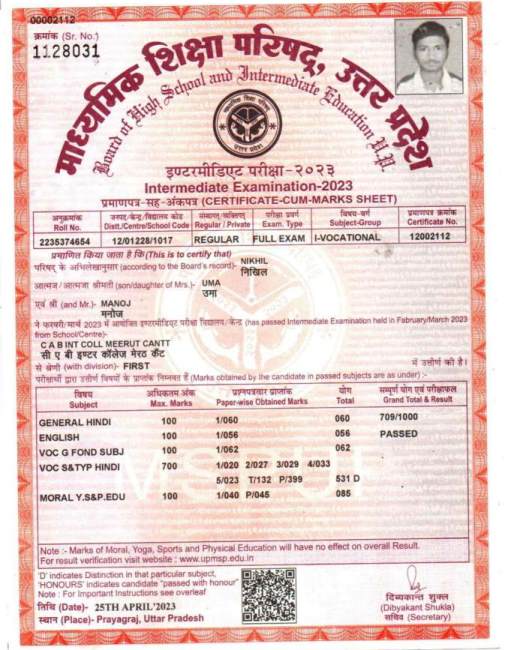 00002112
क्रमांक (Sr. No.)
1128031
माध्यमिक शिक्षा परिषद, उत्तर प्रदेश
Board of High School and Intermediate Education U.P.
इण्टरमीडिएट परीक्षा-२०२३
Intermediate Examination-2023
प्रमाणपत्र-सह-अंकपत्र (CERTIFICATE-CUM-MARKS SHEET)
अनुक्रमांक जनपद/केन्द्र/विद्यालय कोड संस्थागत/व्यक्तिगत परीक्षा प्रवर्ग विषय-वर्ग प्रमाणपत्र क्रमांक
Roll No. Distt./Centre/School Code Regular / Private Exam. Type Subject-Group Certificate No.
2235374654 12/01228/1017 REGULAR FULL EXAM I-VOCATIONAL 12002112
प्रमाणित किया जाता है कि(This is to certify that)
परिषद् के अभिलेखानुसार (according to the Board's record)- NIKHIL
निखिल
आत्मज / आत्मजा श्रीमती (son/daughter of Mrs.)- UMA
उमा
एवं श्री (and Mr.)- MANOJ
मनोज
ने फरवरी/मार्च 2023 में आयोजित इण्टरमीडिएट परीक्षा विद्यालय/केन्द्र (has passed Intermediate Examination held in Fabruary/March 2023
from School/Centre)-
C A B INT COLL MEERUT CANTT
सी ए बी इण्टर कॉलेज मेरठ कैंट
से श्रेणी (with division)- FIRST में उत्तीर्ण की है।
परीक्षार्थी द्वारा उत्तीर्ण विषयों के प्राप्तांक निम्नवत हैं (Marks obtained by the candidate in passed subjects are as under):-
विषय अधिकतम अंक प्रश्नपत्रवार प्राप्तांक योग सम्पूर्ण योग एवं परीक्षाफल
Subject Max. Marks Paper-wise Obtained Marks Total Grand Total & Result
GENERAL HINDI 100 1/060 060 709/1000
ENGLISH 100 1/056 056 PASSED
VOC G FOND SUBJ 100 1/062 062
VOC S&TYP HINDI 700 1/020 2/027 3/029 4/033
5/023 T/132 P/399 531 D
MORAL Y.S&P.EDU 100 1/040 P/045 085
Note :- Marks of Moral, Yoga, Sports and Physical Education will have no effect on overall Result.
For result verification visit website : www.upmsp.edu.in
'D' indicates Distinction in that particular subject,
'HONOURS' indicates candidate "passed with honour"
Note : For Important Instructions see overleaf
तिथि (Date)- 25TH APRIL'2023
स्थान (Place)- Prayagraj, Uttar Pradesh
दिब्यकान्त शुक्ल
(Dibyakant Shukla)
सचिव (Secretary)